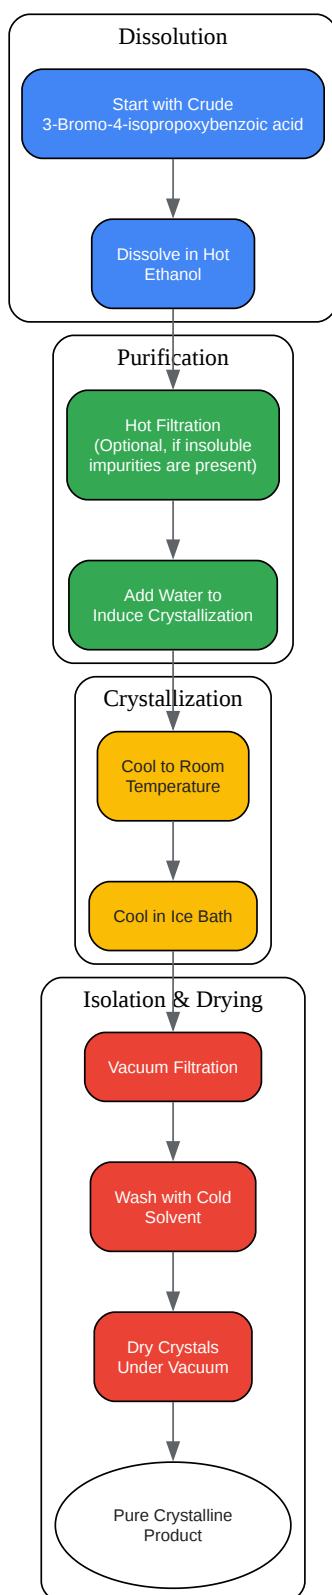 Dissolution
Start with Crude
3-Bromo-4-isopropoxybenzoic acid
Dissolve in Hot
Ethanol
Purification
Hot Filtration
(Optional, if insoluble
impurities are present)
Add Water to
Induce Crystallization
Crystallization
Cool to Room
Temperature
Cool in Ice Bath
Isolation & Drying
Vacuum Filtration
Wash with Cold
Solvent
Dry Crystals
Under Vacuum
Pure Crystalline
Product